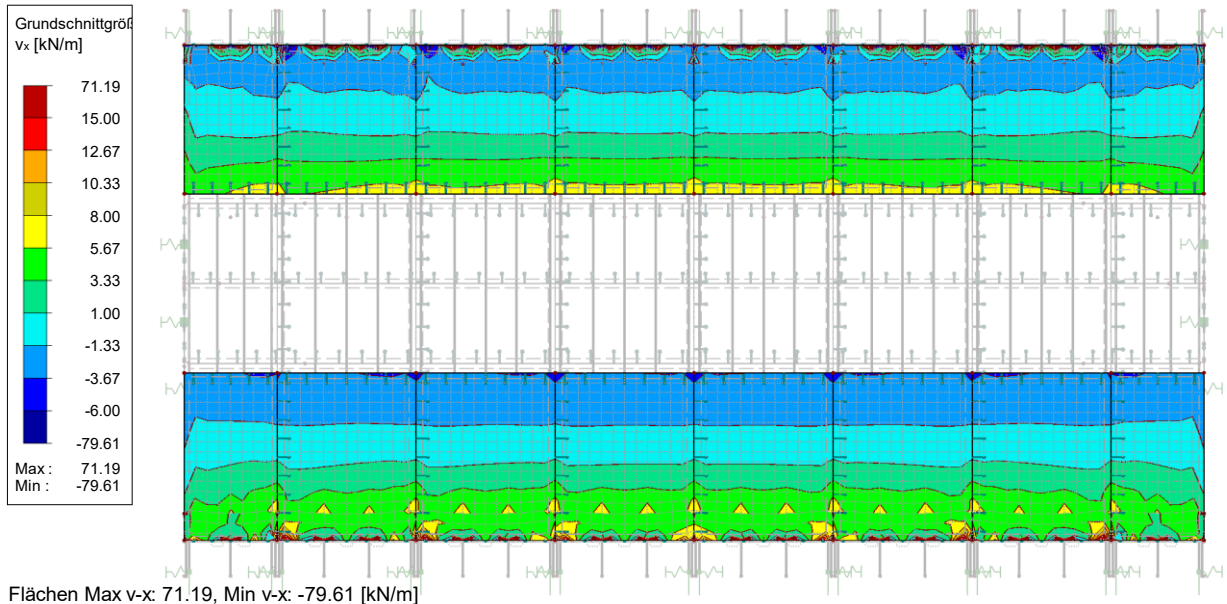 Grundschnittgröß
vx [kN/m]
71.19
15.00
12.67
10.33
8.00
5.67
3.33
1.00
-1.33
-3.67
-6.00
-79.61
Max : 71.19
Min : -79.61
Flächen Max v-x: 71.19, Min v-x: -79.61 [kN/m]